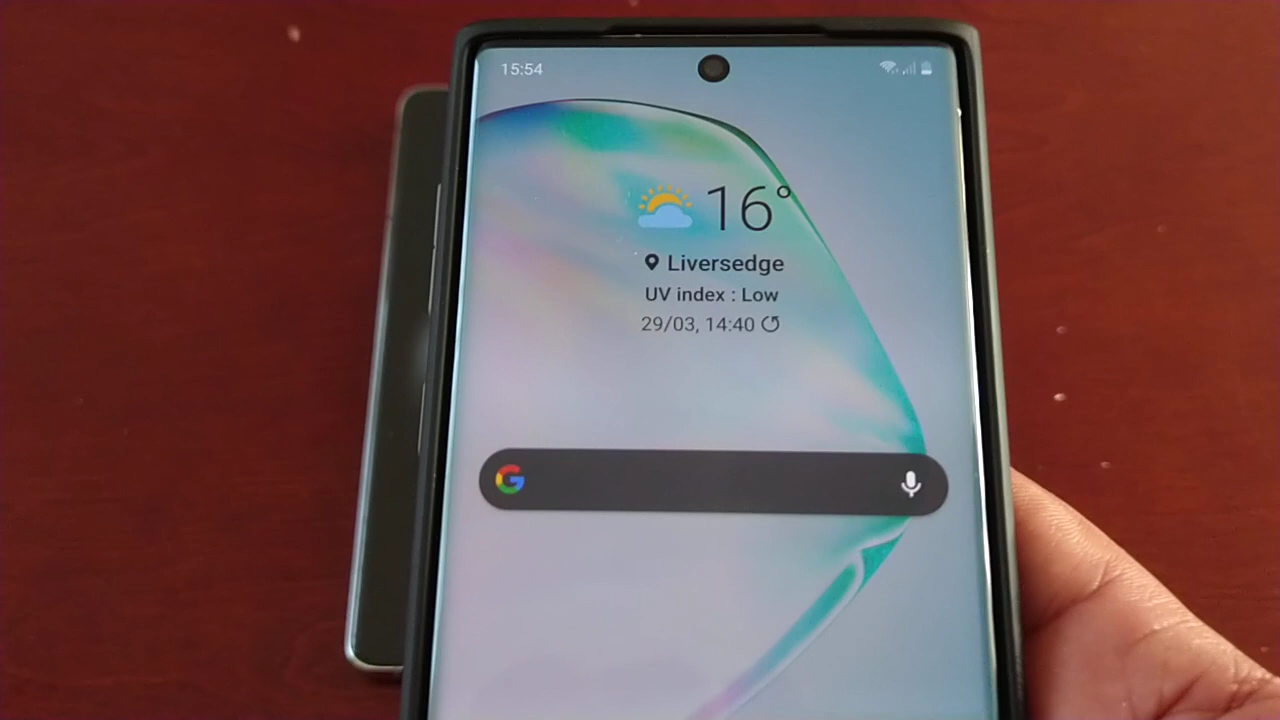 15:54
16°
Liversedge
UV index : Low
29/03, 14:40
G